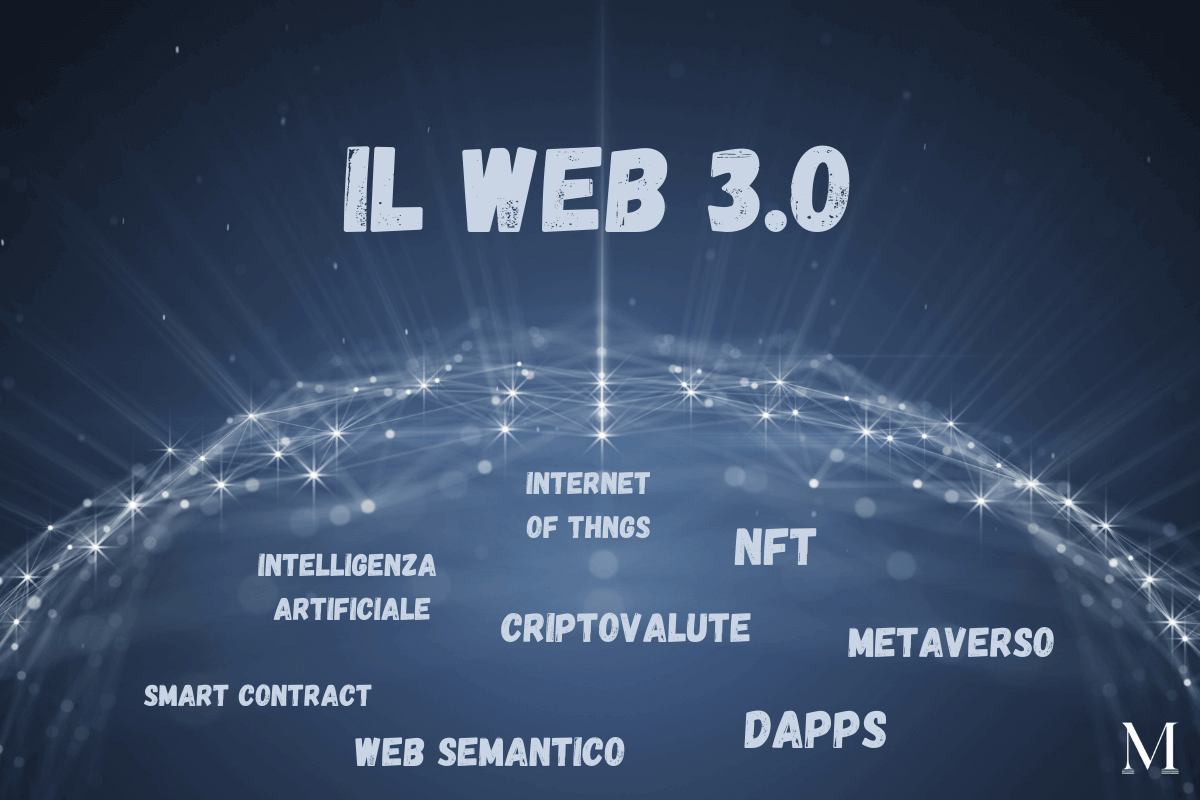 IL WEB 3.0
INTERNET
OF THNGS
NFT
INTELLIGENZA
ARTIFICIALE
CRIPTOVALUTE
METAVERSO
SMART CONTRACT
DAPPS
WEB SEMANTICO
M